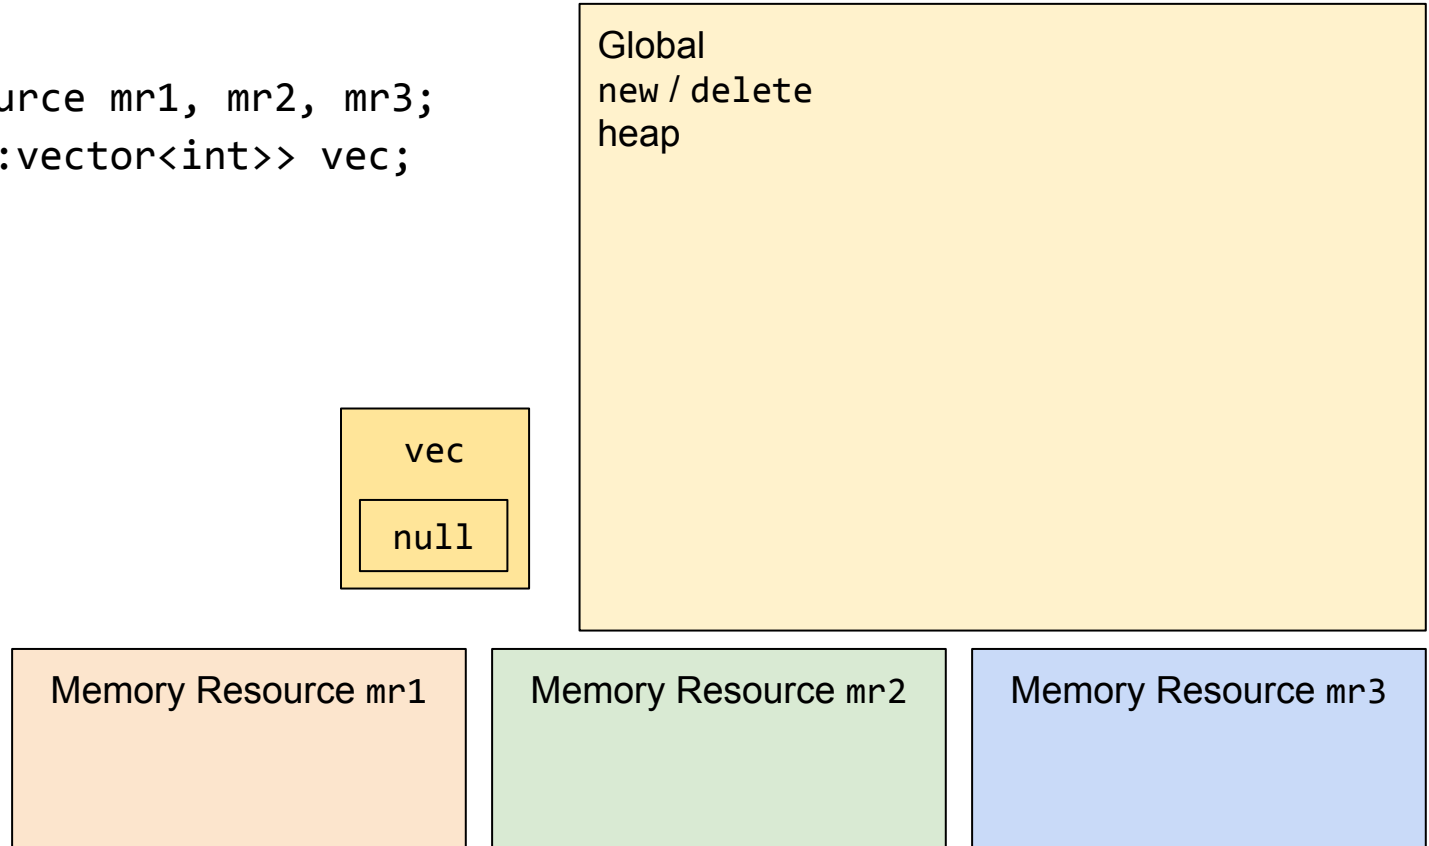 urce mr1, mr2, mr3;
:vector<int>> vec;
Global
new / delete
heap
vec
null
Memory Resource mr1
Memory Resource mr2
Memory Resource mr3